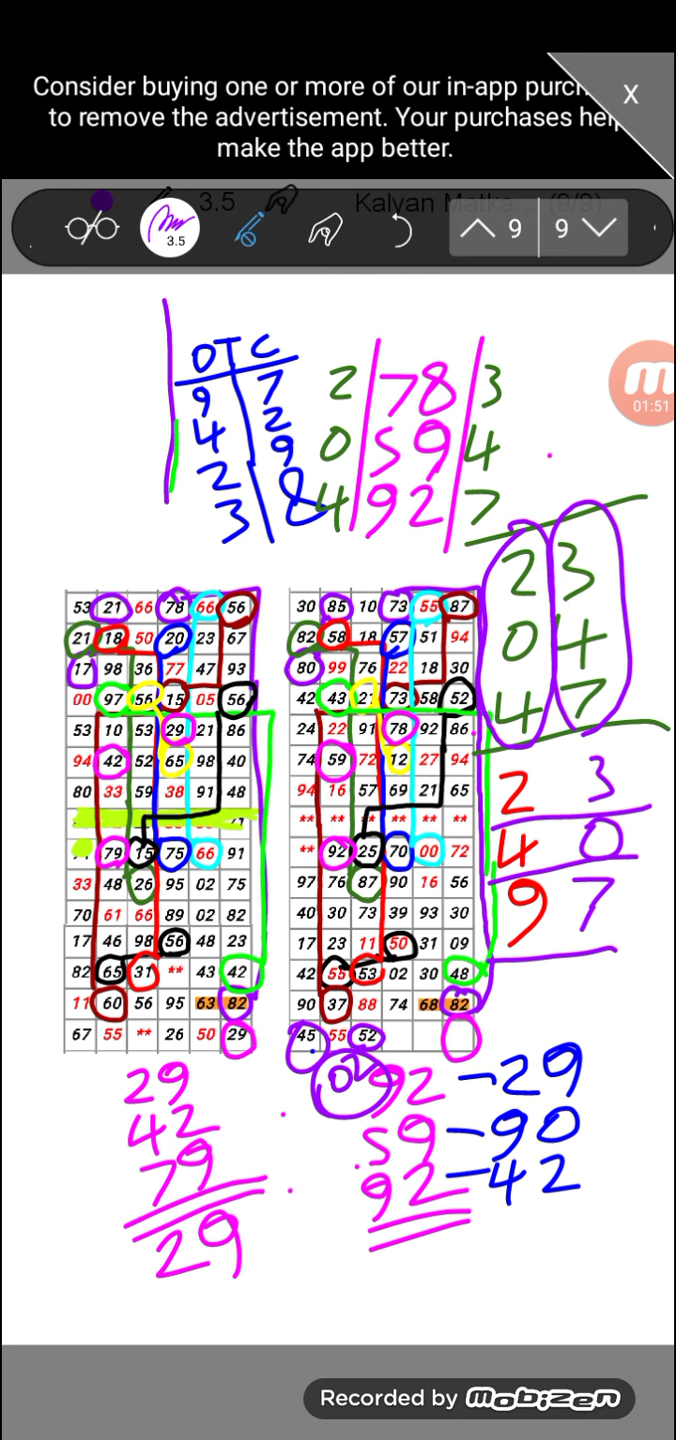 Consider buying one or more of our in-app purch
to remove the advertisement. Your purchases help
make the app better.
X
3.5 Kalyan Matka... (9/9)
3.5 9 9
01:51
OTC
9 7
4 2
2 9
3 8
2 78 3
0 59 4
4 92 7
2 3
0 4
4 7
2 3
4 0
9 7
53 21 66 78 66 56
21 18 50 20 23 67
17 98 36 77 47 93
00 97 56 15 05 56
53 10 53 29 21 86
94 42 52 65 98 40
80 33 59 38 91 48
79 15 75 66 91
33 48 26 95 02 75
70 61 66 89 02 82
17 46 98 56 48 23
82 65 31 ** 43 42
11 60 56 95 63 82
67 55 ** 26 50 29
30 85 10 73 55 87
82 58 18 57 51 94
80 99 76 22 18 30
42 43 21 73 58 52
24 22 91 78 92 86
74 59 72 12 27 94
94 16 57 69 21 65
** ** * ** ** **
** 92 25 70 00 72
97 76 87 90 16 56
40 30 73 39 93 30
17 23 11 50 31 09
42 55 53 02 30 48
90 37 88 74 68 82
45 55 52
02
29
42
79
29
92 - 29
59 - 90
92 - 42
Recorded by mobizen